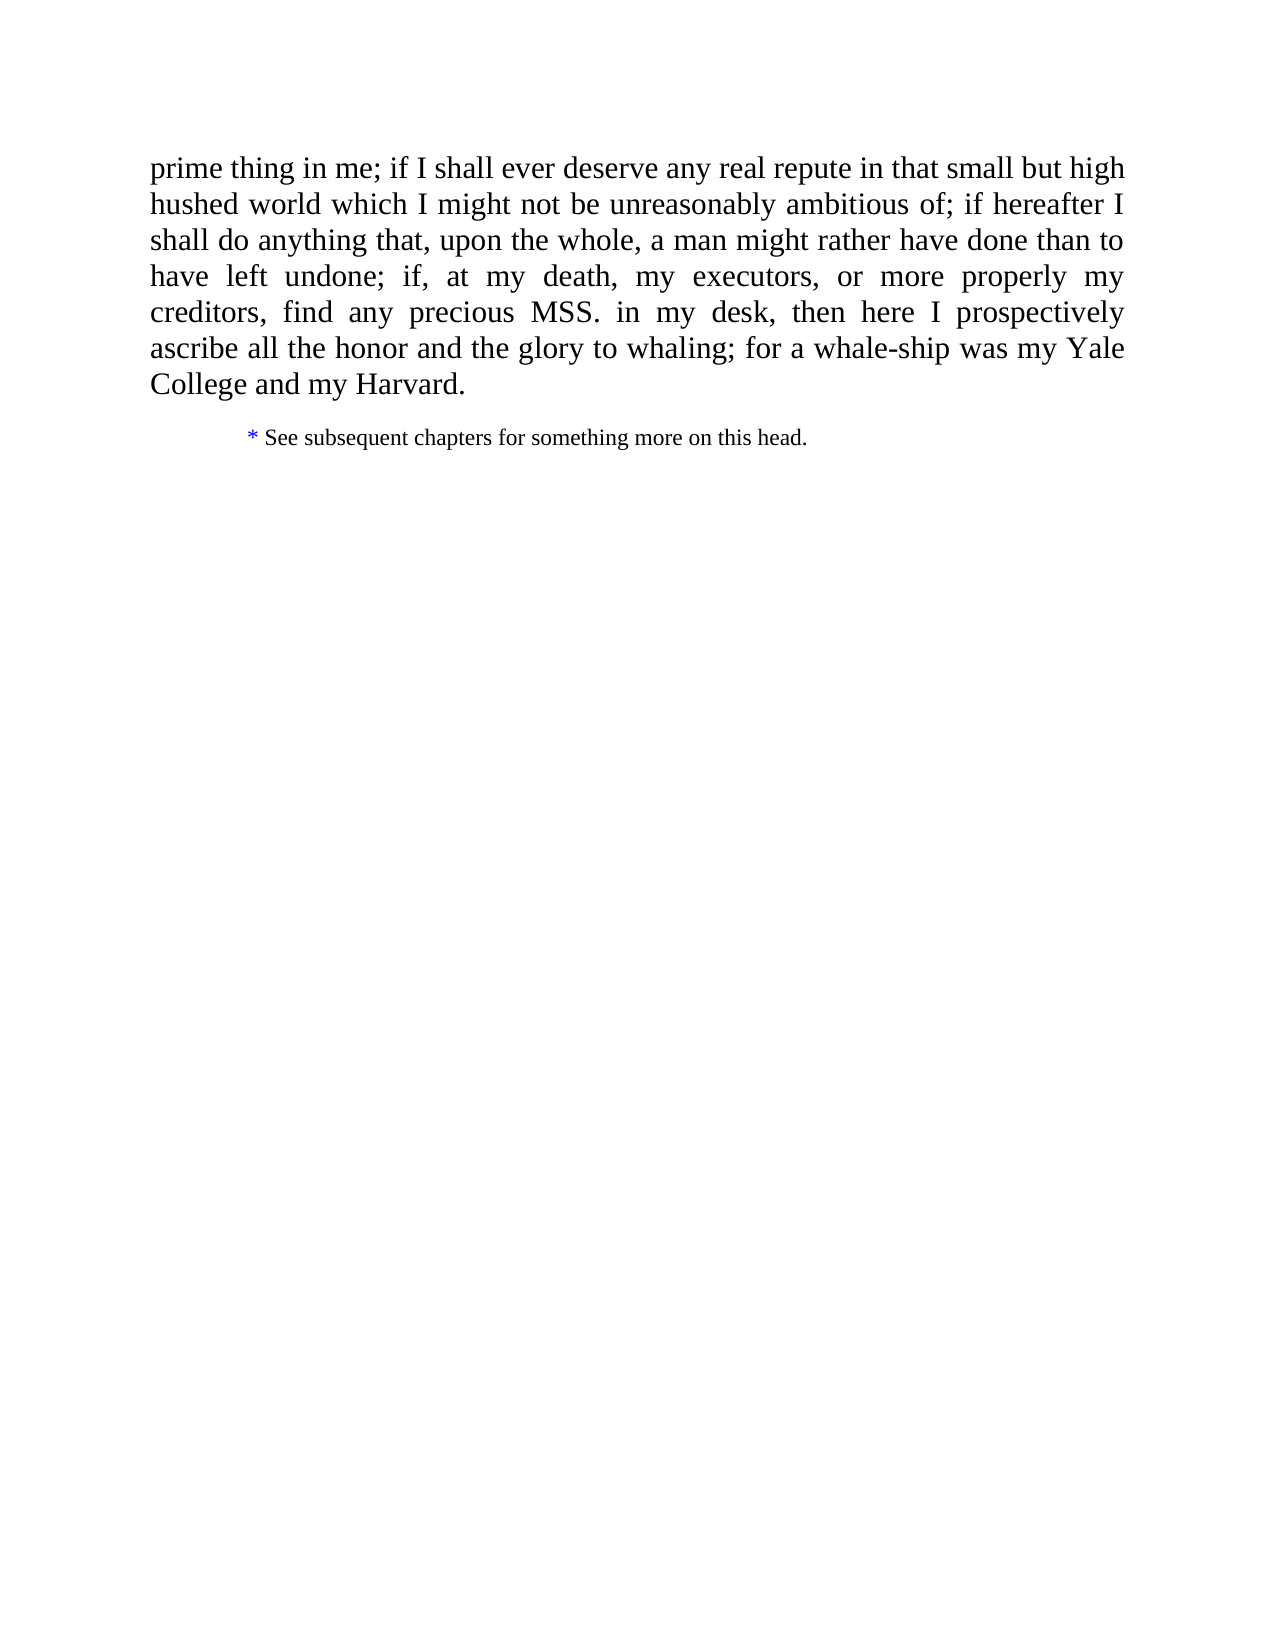 prime thing in me; if I shall ever deserve any real repute in that small but high
hushed world which I might not be unreasonably ambitious of; if hereafter I
shall do anything that, upon the whole, a man might rather have done than to
have left undone; if, at my death, my executors, or more properly my
creditors, find any precious MSS. in my desk, then here I prospectively
ascribe all the honor and the glory to whaling; for a whale-ship was my Yale
College and my Harvard.
* See subsequent chapters for something more on this head.